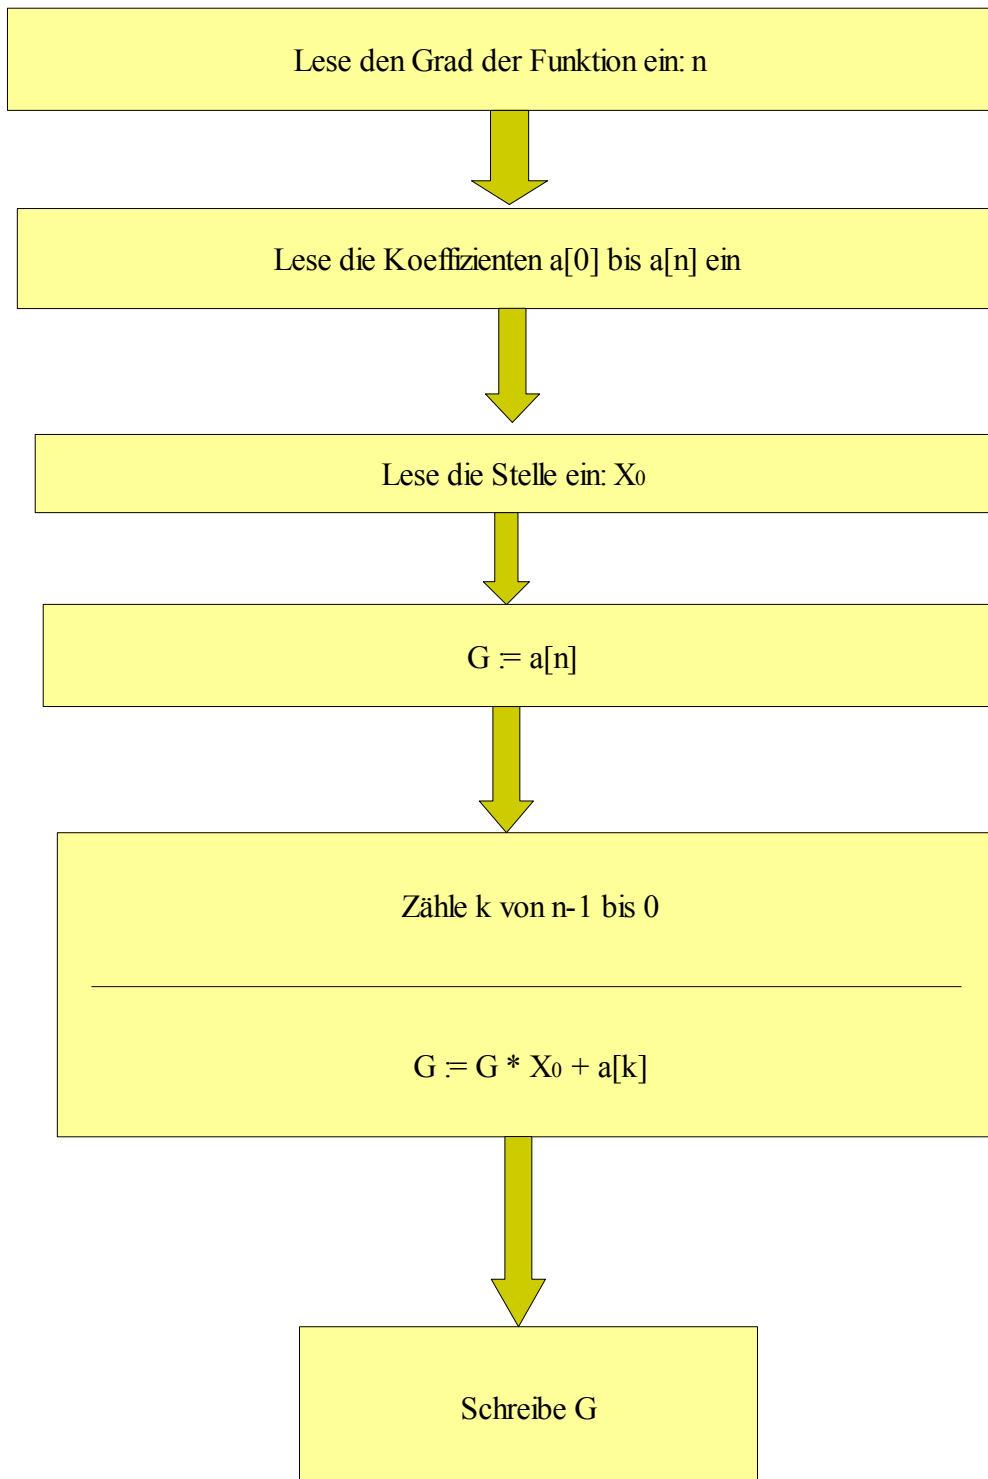 Lese den Grad der Funktion ein: n
Lese die Koeffizienten a[0] bis a[n] ein
Lese die Stelle ein: X₀
G := a[n]
Zähle k von n-1 bis 0
G := G * X₀ + a[k]
Schreibe G